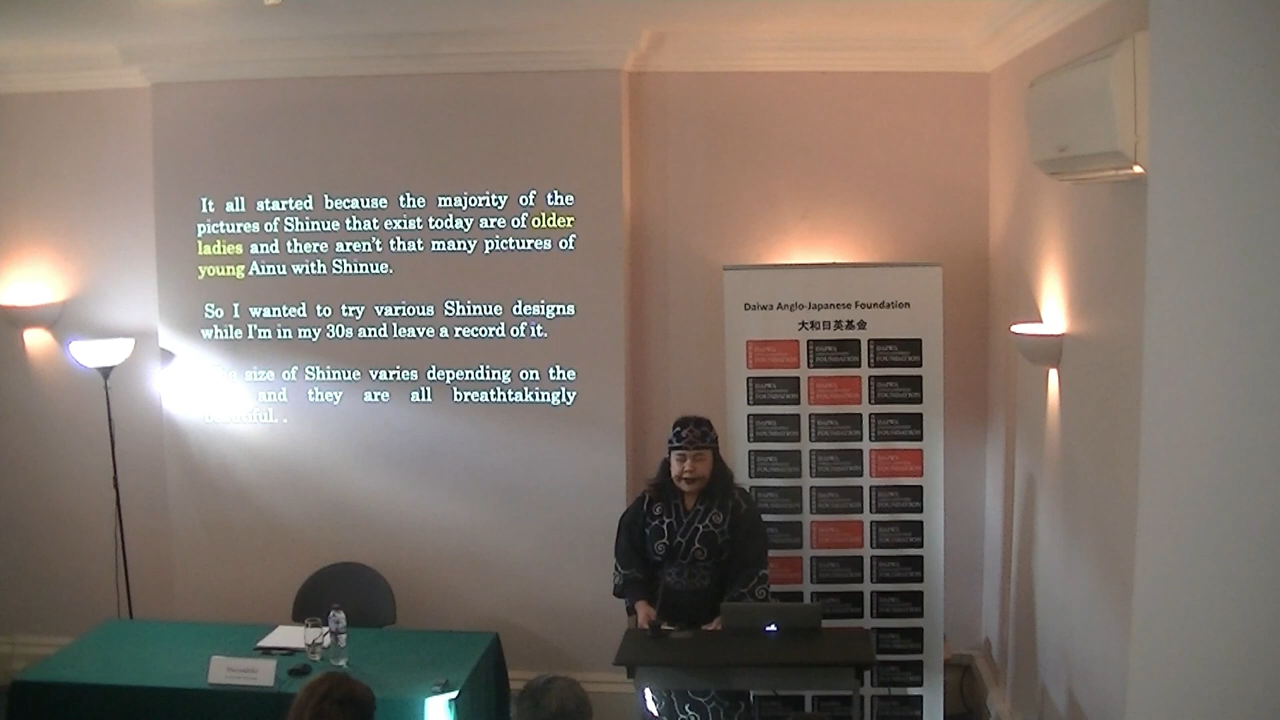 It all started because the majority of the
pictures of Shinue that exist today are of older
ladies and there aren't that many pictures of
young Ainu with Shinue.
So I wanted to try various Shinue designs
while I'm in my 30s and leave a record of it.
size of Shinue varies depending on the
and they are all breathtakingly
Daiwa Anglo-Japanese Foundation
大和日英基金